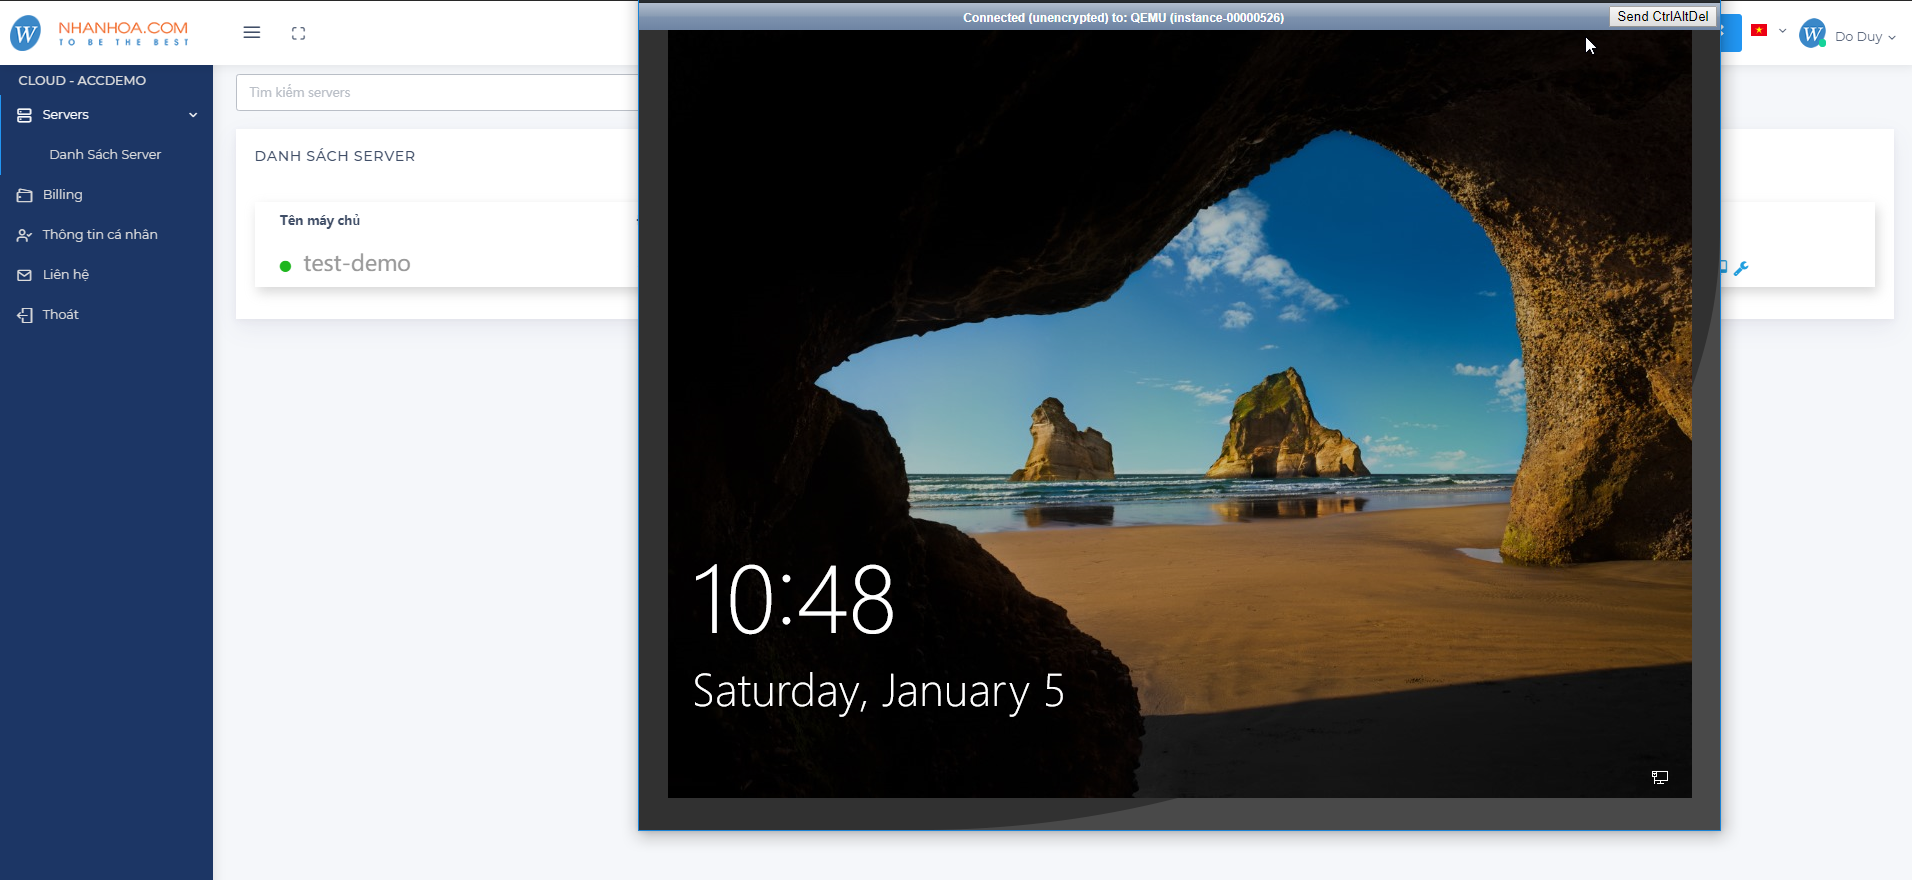 NHANHOA.COM
TO BE THE BEST
Connected (unencrypted) to: QEMU (instance-00000526)
Send CtrlAltDel
Do Duy
CLOUD - ACCDEMO
Servers
Danh Sách Server
Billing
Thông tin cá nhân
Liên hệ
Thoát
Tìm kiếm servers
DANH SÁCH SERVER
Tên máy chủ
test-demo
10:48
Saturday, January 5